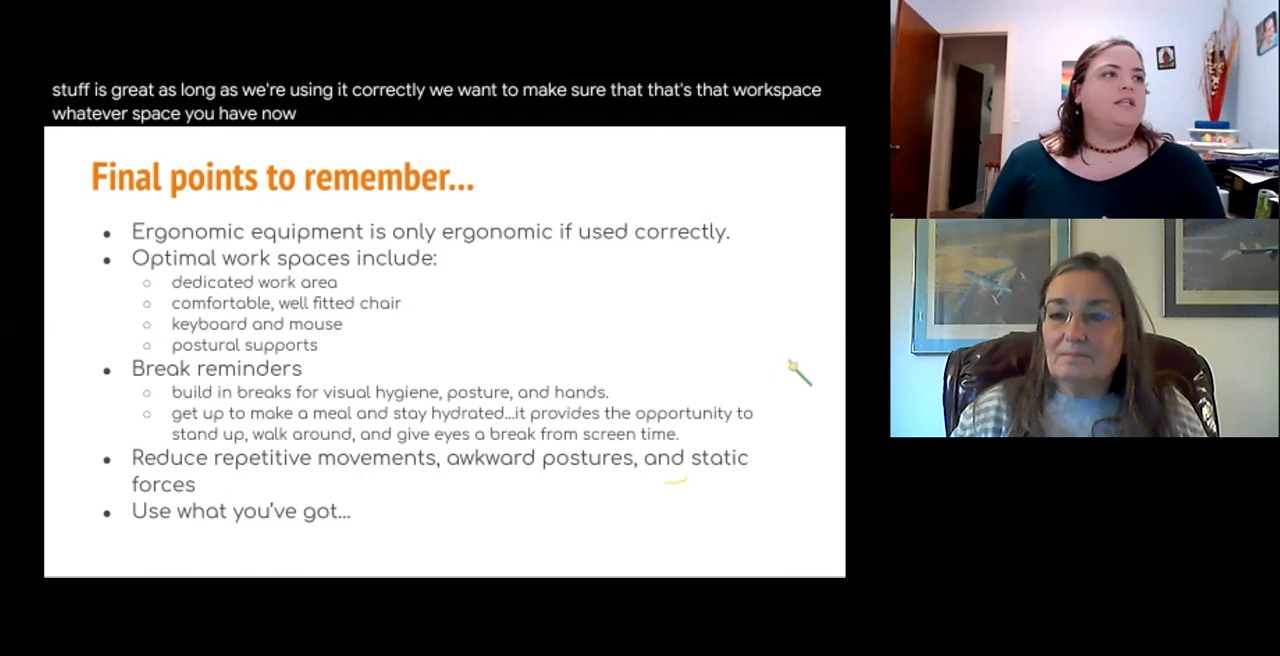 stuff is great as long as we're using it correctly we want to make sure that that's that workspace
whatever space you have now
Final points to remember...
● Ergonomic equipment is only ergonomic if used correctly.
● Optimal work spaces include:
○ dedicated work area
○ comfortable, well fitted chair
○ keyboard and mouse
○ postural supports
● Break reminders
○ build in breaks for visual hygiene, posture, and hands.
○ get up to make a meal and stay hydrated...it provides the opportunity to
stand up, walk around, and give eyes a break from screen time.
● Reduce repetitive movements, awkward postures, and static
forces
● Use what you've got...